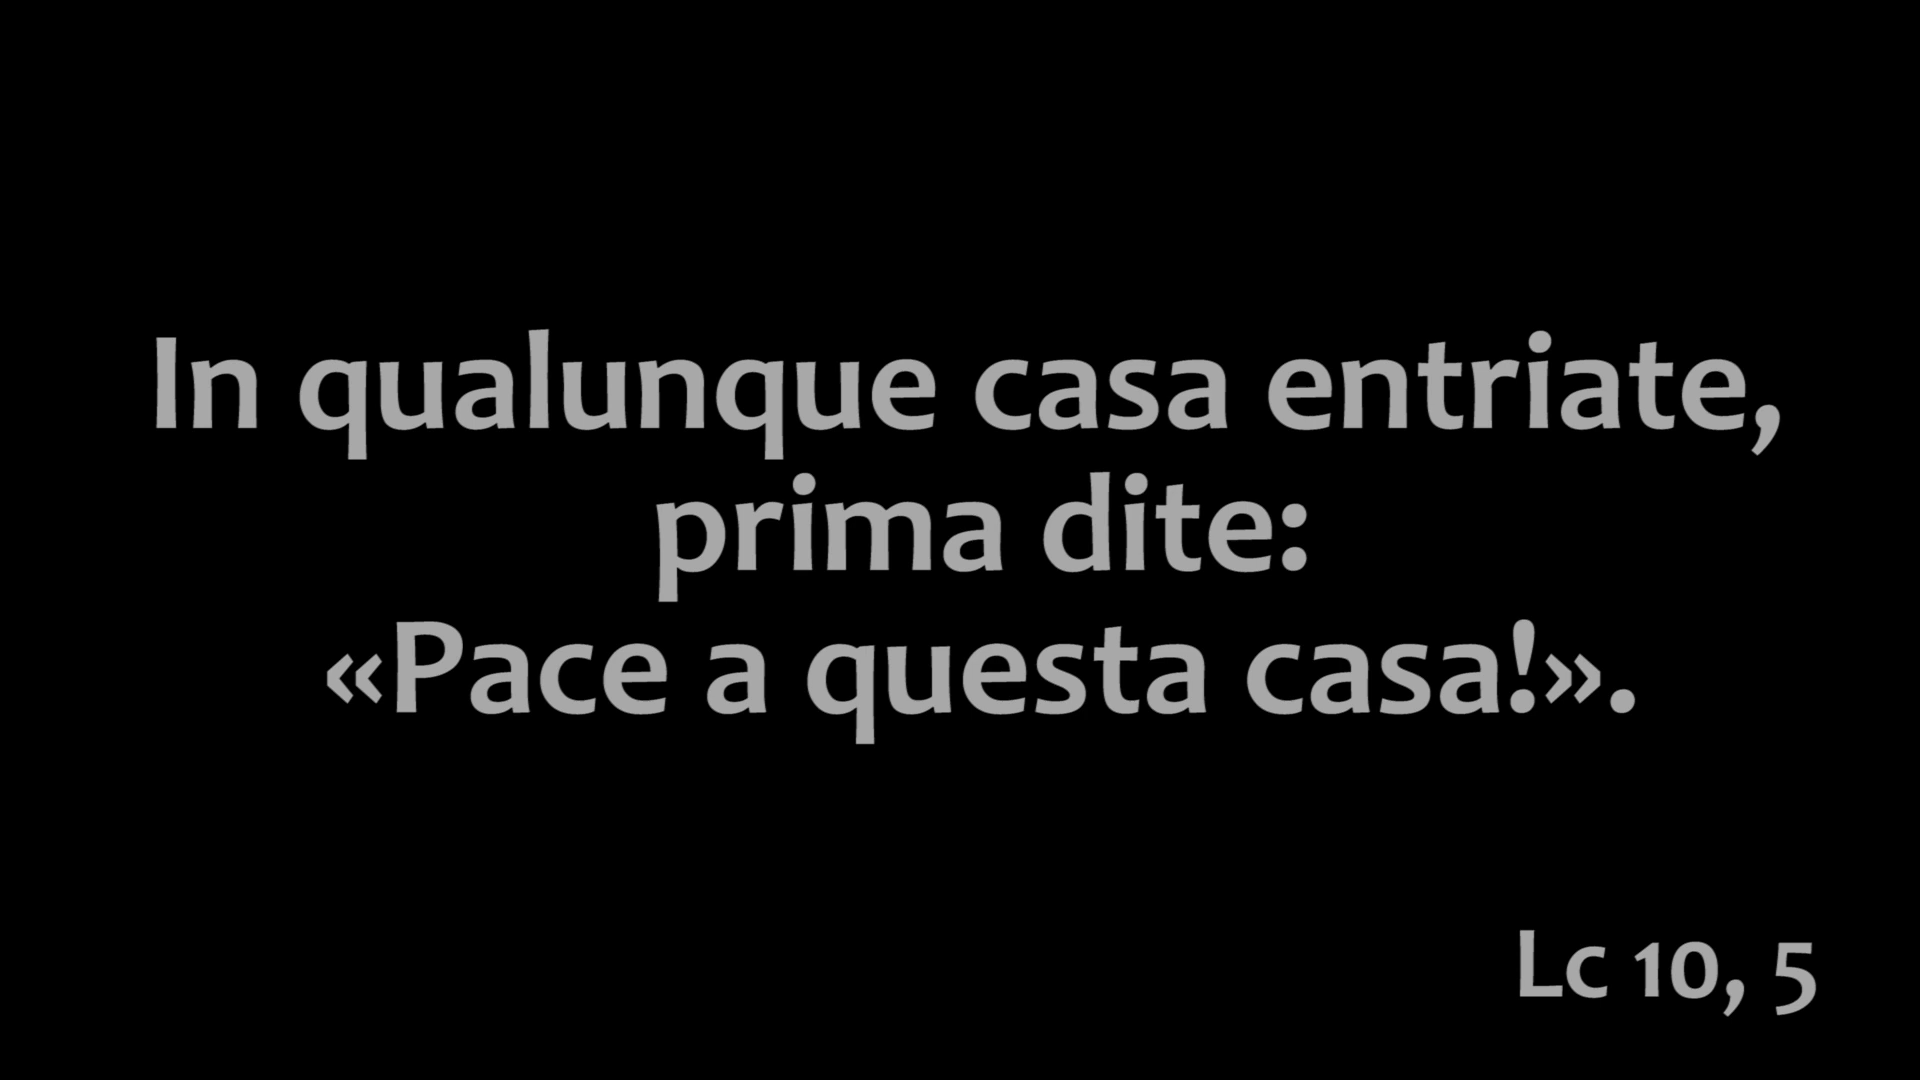 In qualunque casa entriate,
prima dite:
«Pace a questa casa!».
Lc 10, 5